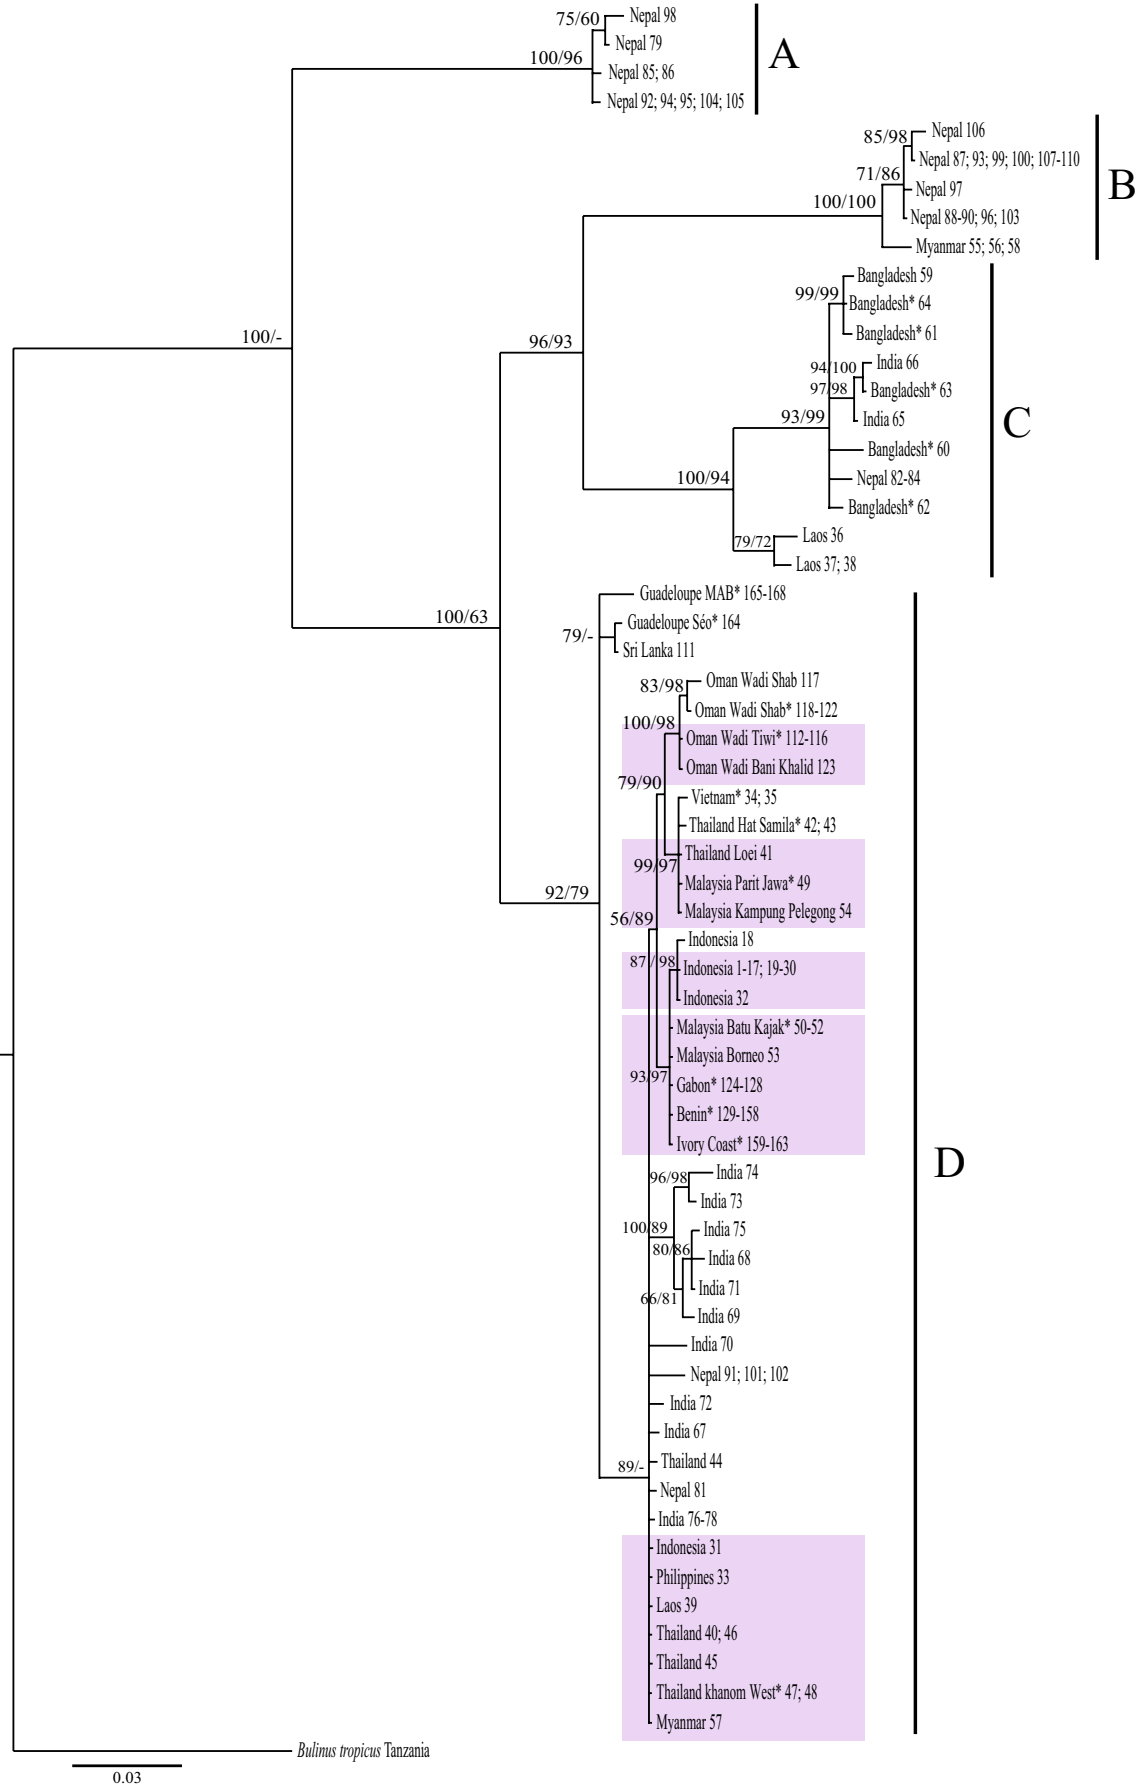 75/60
Nepal 98
Nepal 79
100/96
Nepal 85; 86
Nepal 92; 94; 95; 104; 105
A
85/98
Nepal 106
Nepal 87; 93; 99; 100; 107-110
71/86
Nepal 97
100/100
Nepal 88-90; 96; 103
Myanmar 55; 56; 58
B
Bangladesh 59
99/99
Bangladesh* 64
Bangladesh* 61
100/-
96/93
India 66
94/100
97/98
Bangladesh* 63
India 65
93/99
Bangladesh* 60
100/94
Nepal 82-84
Bangladesh* 62
Laos 36
79/72
Laos 37; 38
C
Guadeloupe MAB* 165-168
100/63
Guadeloupe Séo* 164
79/-
Sri Lanka 111
Oman Wadi Shab 117
83/98
Oman Wadi Shab* 118-122
100/98
Oman Wadi Tiwi* 112-116
Oman Wadi Bani Khalid 123
79/90
Vietnam* 34; 35
Thailand Hat Samila* 42; 43
Thailand Loei 41
99/97
Malaysia Parit Jawa* 49
92/79
Malaysia Kampung Pelegong 54
56/89
Indonesia 18
87 / 98
Indonesia 1-17; 19-30
Indonesia 32
Malaysia Batu Kajak* 50-52
Malaysia Borneo 53
93/97
Gabon* 124-128
Benin* 129-158
Ivory Coast* 159-163
D
India 74
96/98
India 73
100/89
India 75
80/86
India 68
India 71
66/81
India 69
India 70
Nepal 91; 101; 102
India 72
India 67
89/-
Thailand 44
Nepal 81
India 76-78
Indonesia 31
Philippines 33
Laos 39
Thailand 40; 46
Thailand 45
Thailand khanom West* 47; 48
Myanmar 57
Bulinus tropicus Tanzania
0.03